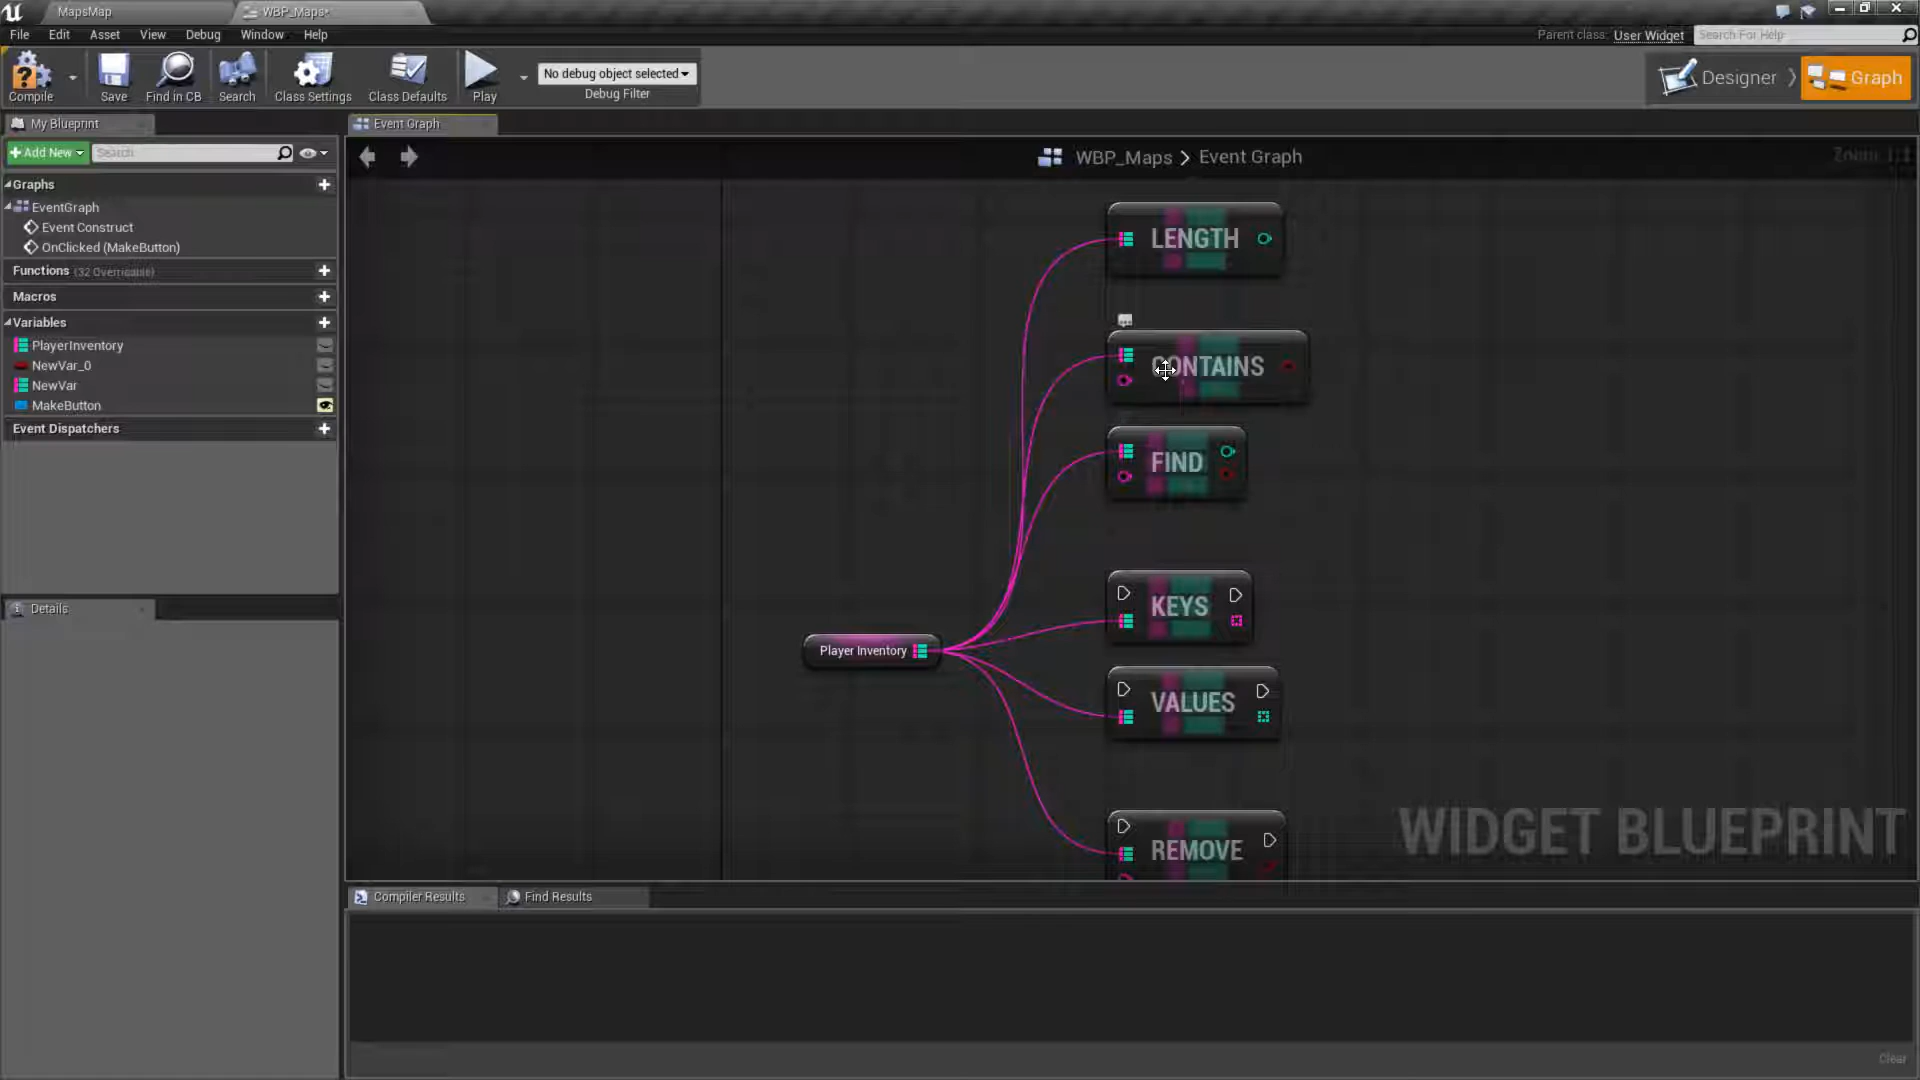 MapsMap
WBP_Maps*
File Edit Asset View Debug Window Help
Parent class: User Widget
Search For Help
Compile
Save
Find in CB
Search
Class Settings
Class Defaults
Play
No debug object selected
Debug Filter
Designer
Graph
My Blueprint
Event Graph
Add New
Search
WBP_Maps > Event Graph
Zoom 1:1
Graphs
EventGraph
Event Construct
OnClicked (MakeButton)
Functions (32 Overridable)
Macros
Variables
PlayerInventory
NewVar_0
NewVar
MakeButton
Event Dispatchers
Details
LENGTH
CONTAINS
FIND
KEYS
Player Inventory
VALUES
REMOVE
WIDGET BLUEPRINT
Compiler Results
Find Results
Clear